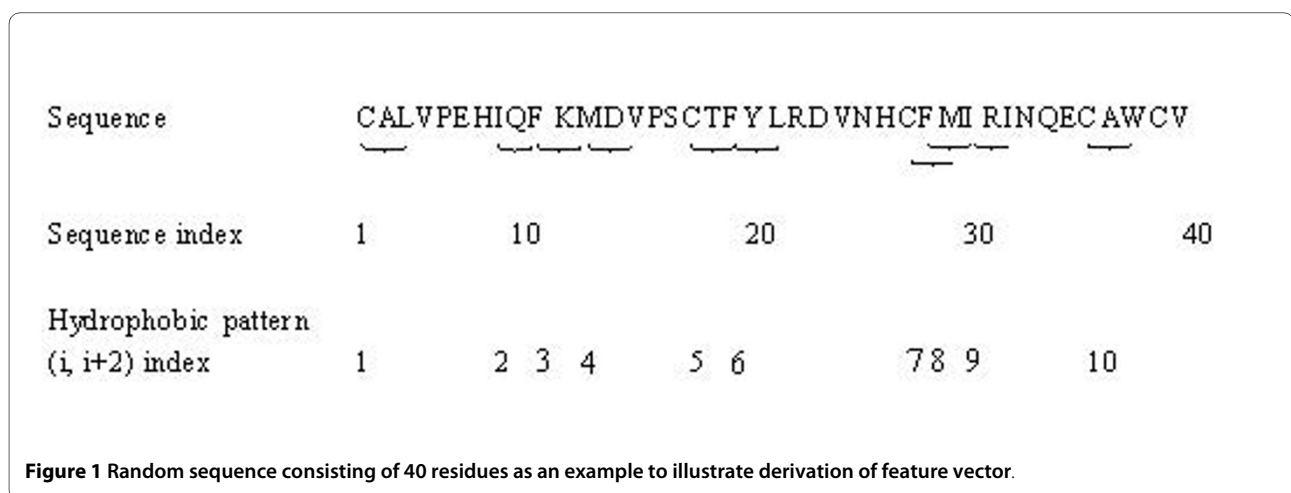 Sequence CALVPEHIQF KMDVPSCTFYLRDVNHCFMIRINQECAWCV
Sequence index 1 10 20 30 40
Hydrophobic pattern
(i, i+2) index 1 2 3 4 5 6 7 8 9 10
Figure 1 Random sequence consisting of 40 residues as an example to illustrate derivation of feature vector.